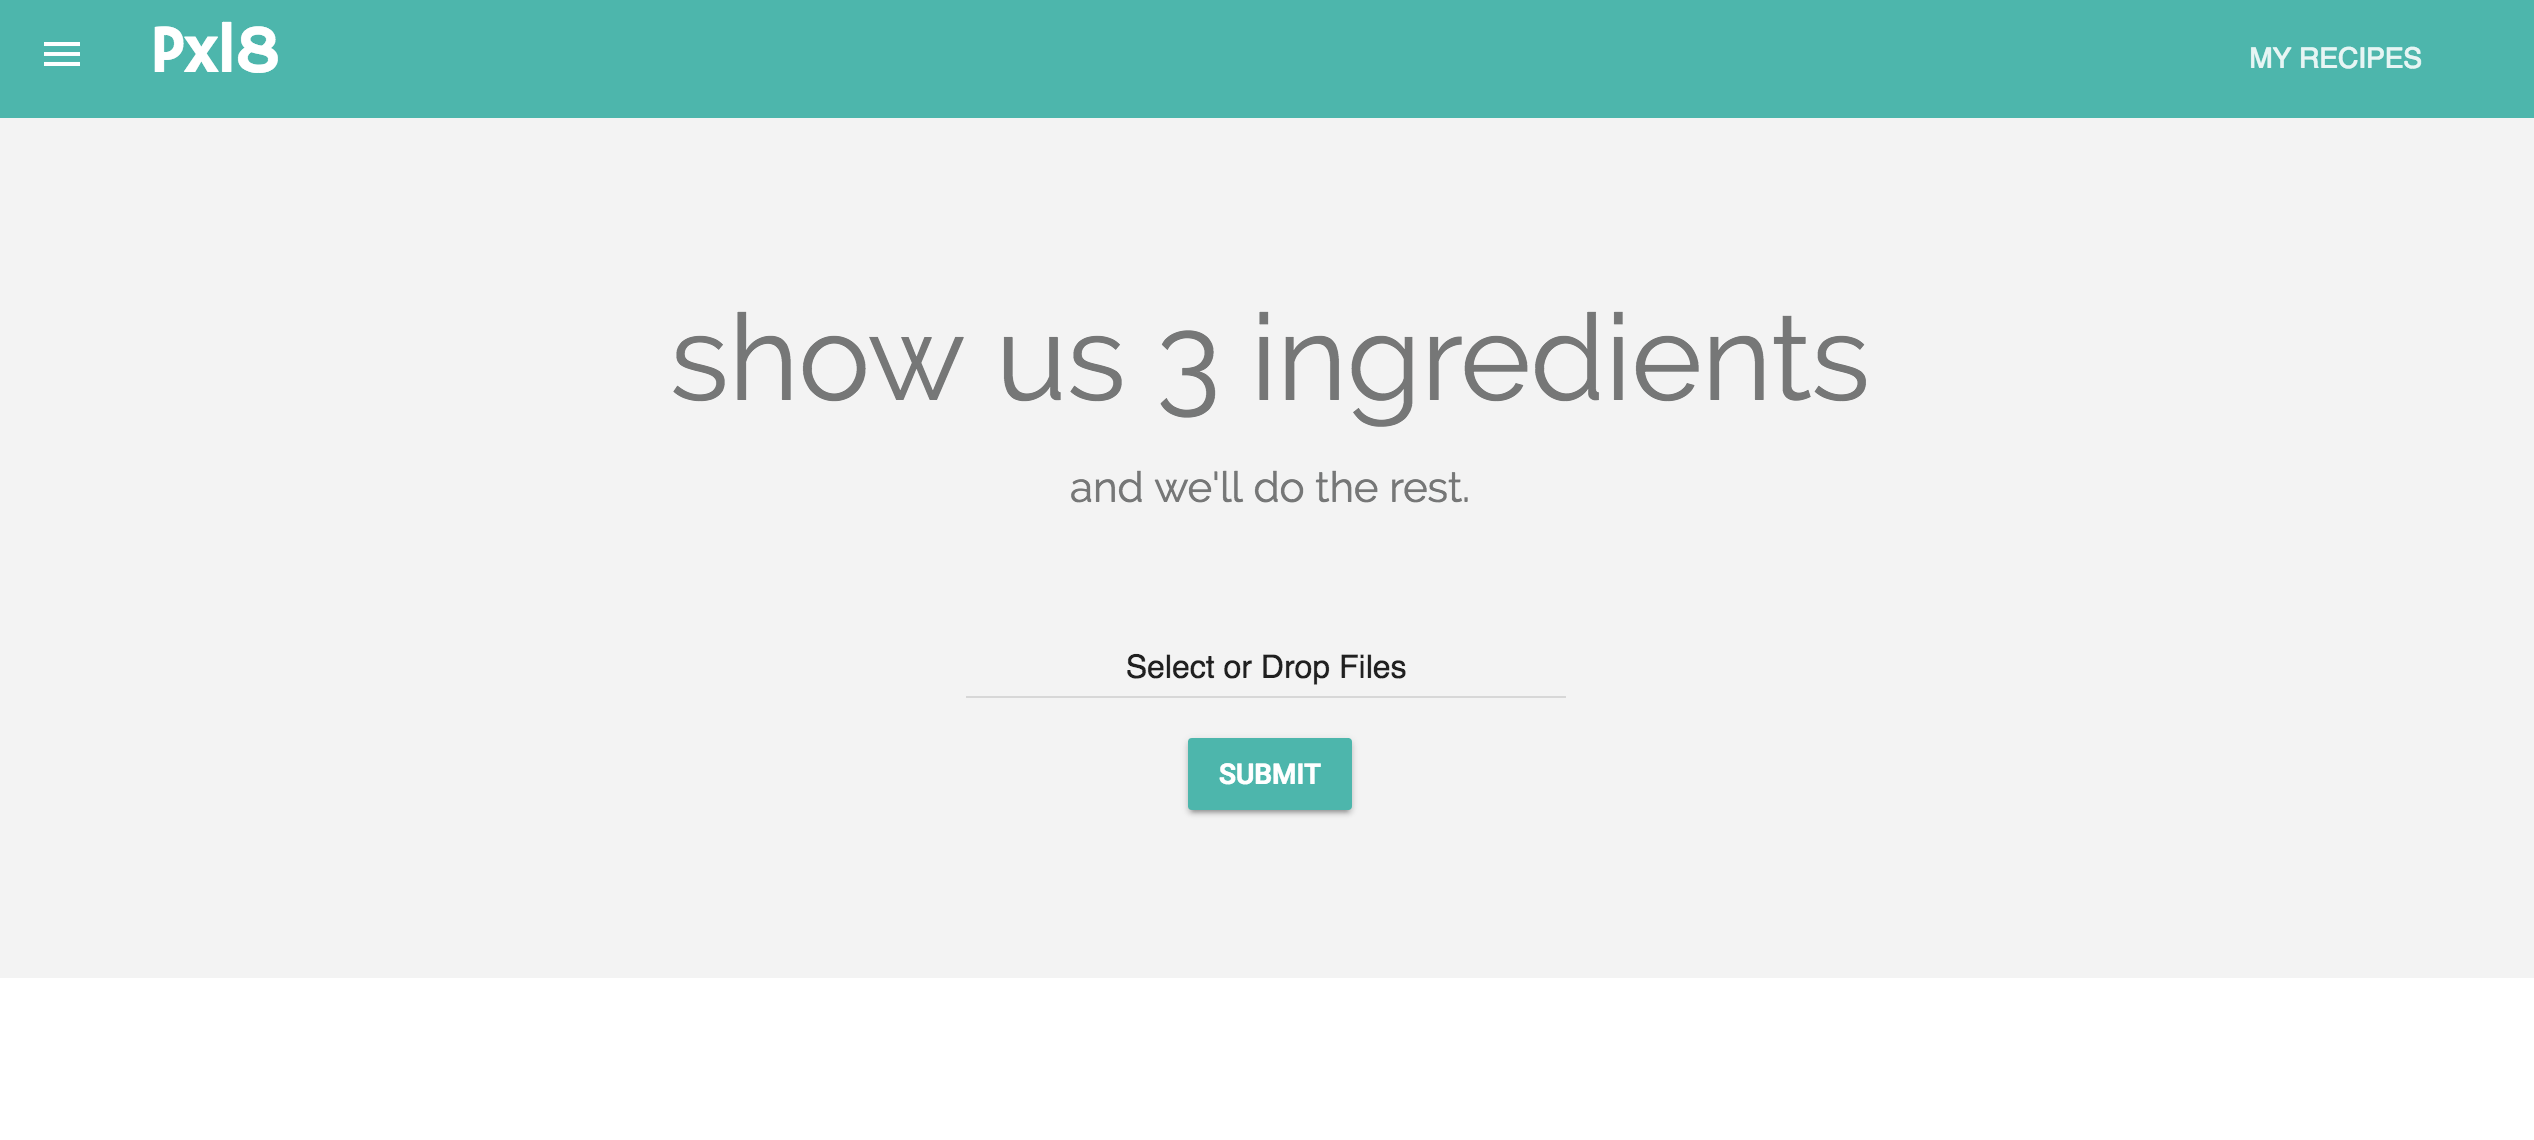 Pxl8
MY RECIPES
show us 3 ingredients
and we'll do the rest.
Select or Drop Files
SUBMIT